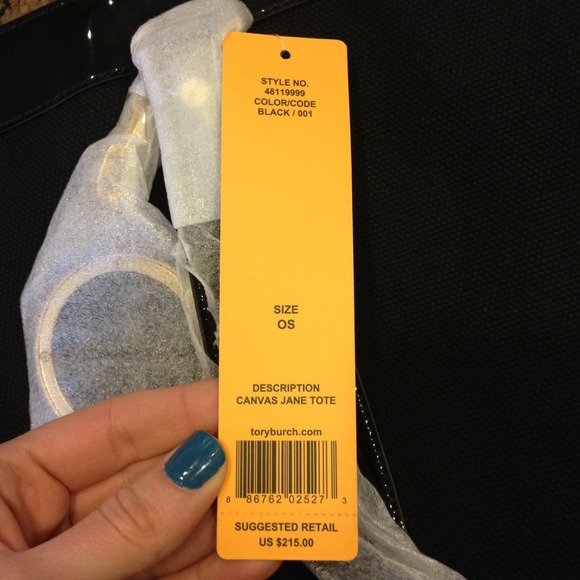 STYLE NO.
48119999
COLOR/CODE
BLACK / 001
SIZE
OS
DESCRIPTION
CANVAS JANE TOTE
toryburch.com
8 86762 02527 3
SUGGESTED RETAIL
US $215.00